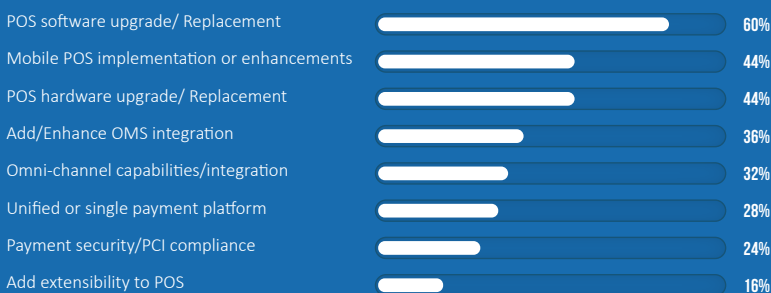 POS software upgrade/ Replacement 60%
Mobile POS implementation or enhancements 44%
POS hardware upgrade/ Replacement 44%
Add/Enhance OMS integration 36%
Omni-channel capabilities/integration 32%
Unified or single payment platform 28%
Payment security/PCI compliance 24%
Add extensibility to POS 16%